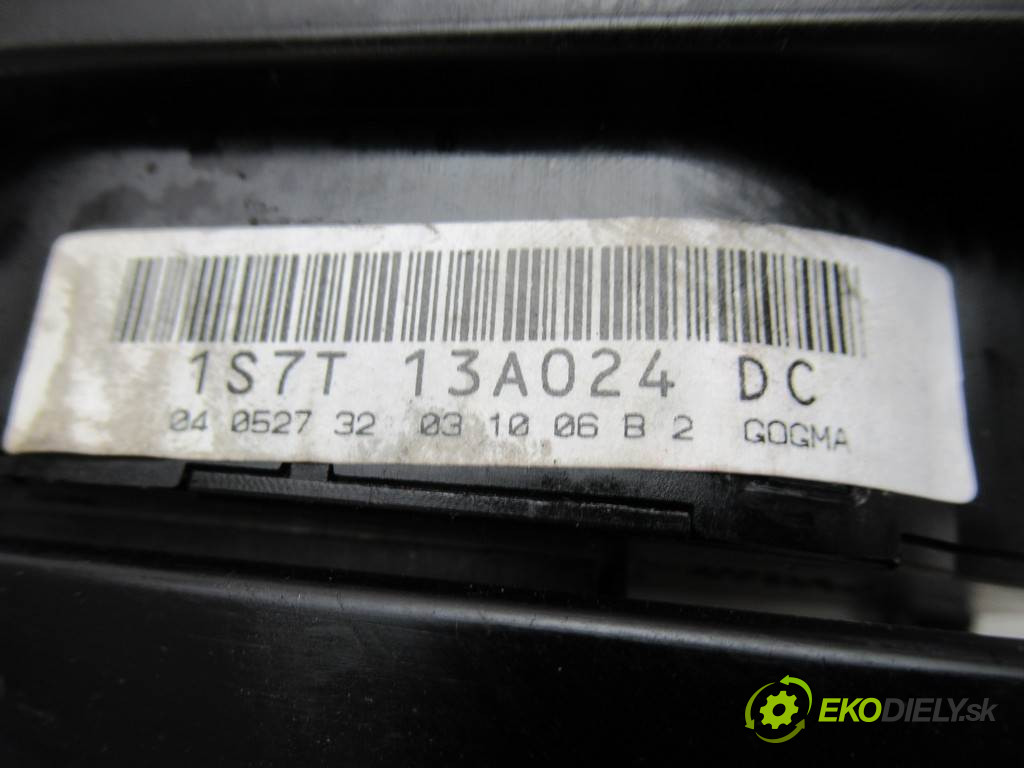 1S7T 13A024 DC
04 0527 32 03 10 06 B 2 GOGMA
EKODIELY.sk